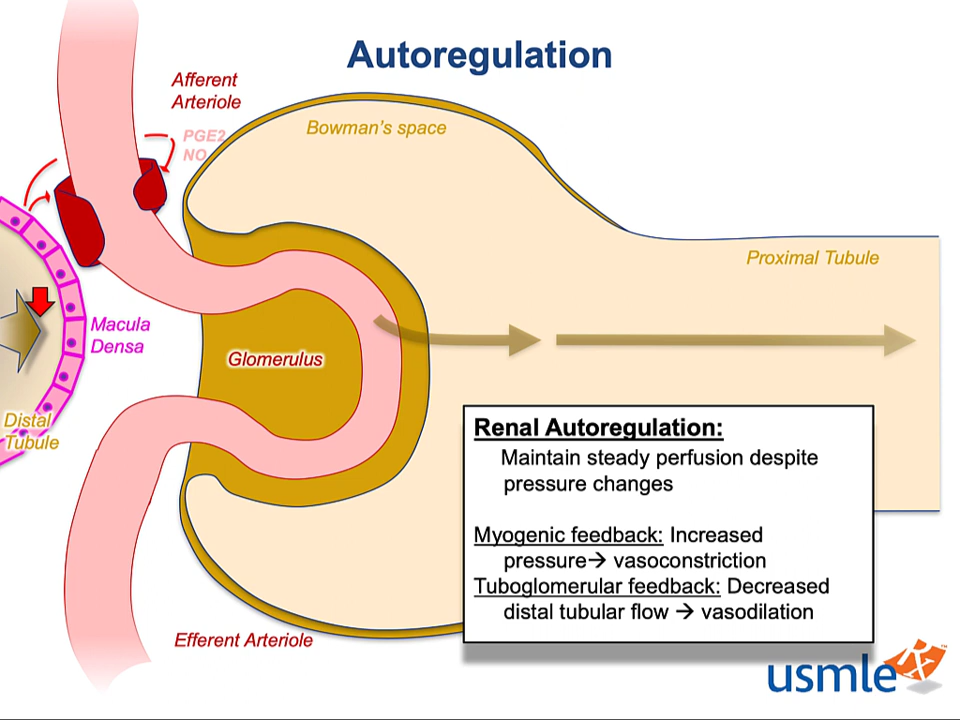 Autoregulation
Afferent
Arteriole
PGE2
NO
Bowman's space
Proximal Tubule
Macula
Densa
Glomerulus
Distal
Tubule
Efferent Arteriole
Renal Autoregulation:
Maintain steady perfusion despite
pressure changes
Myogenic feedback: Increased
pressure→ vasoconstriction
Tuboglomerular feedback: Decreased
distal tubular flow → vasodilation
usmle Rx